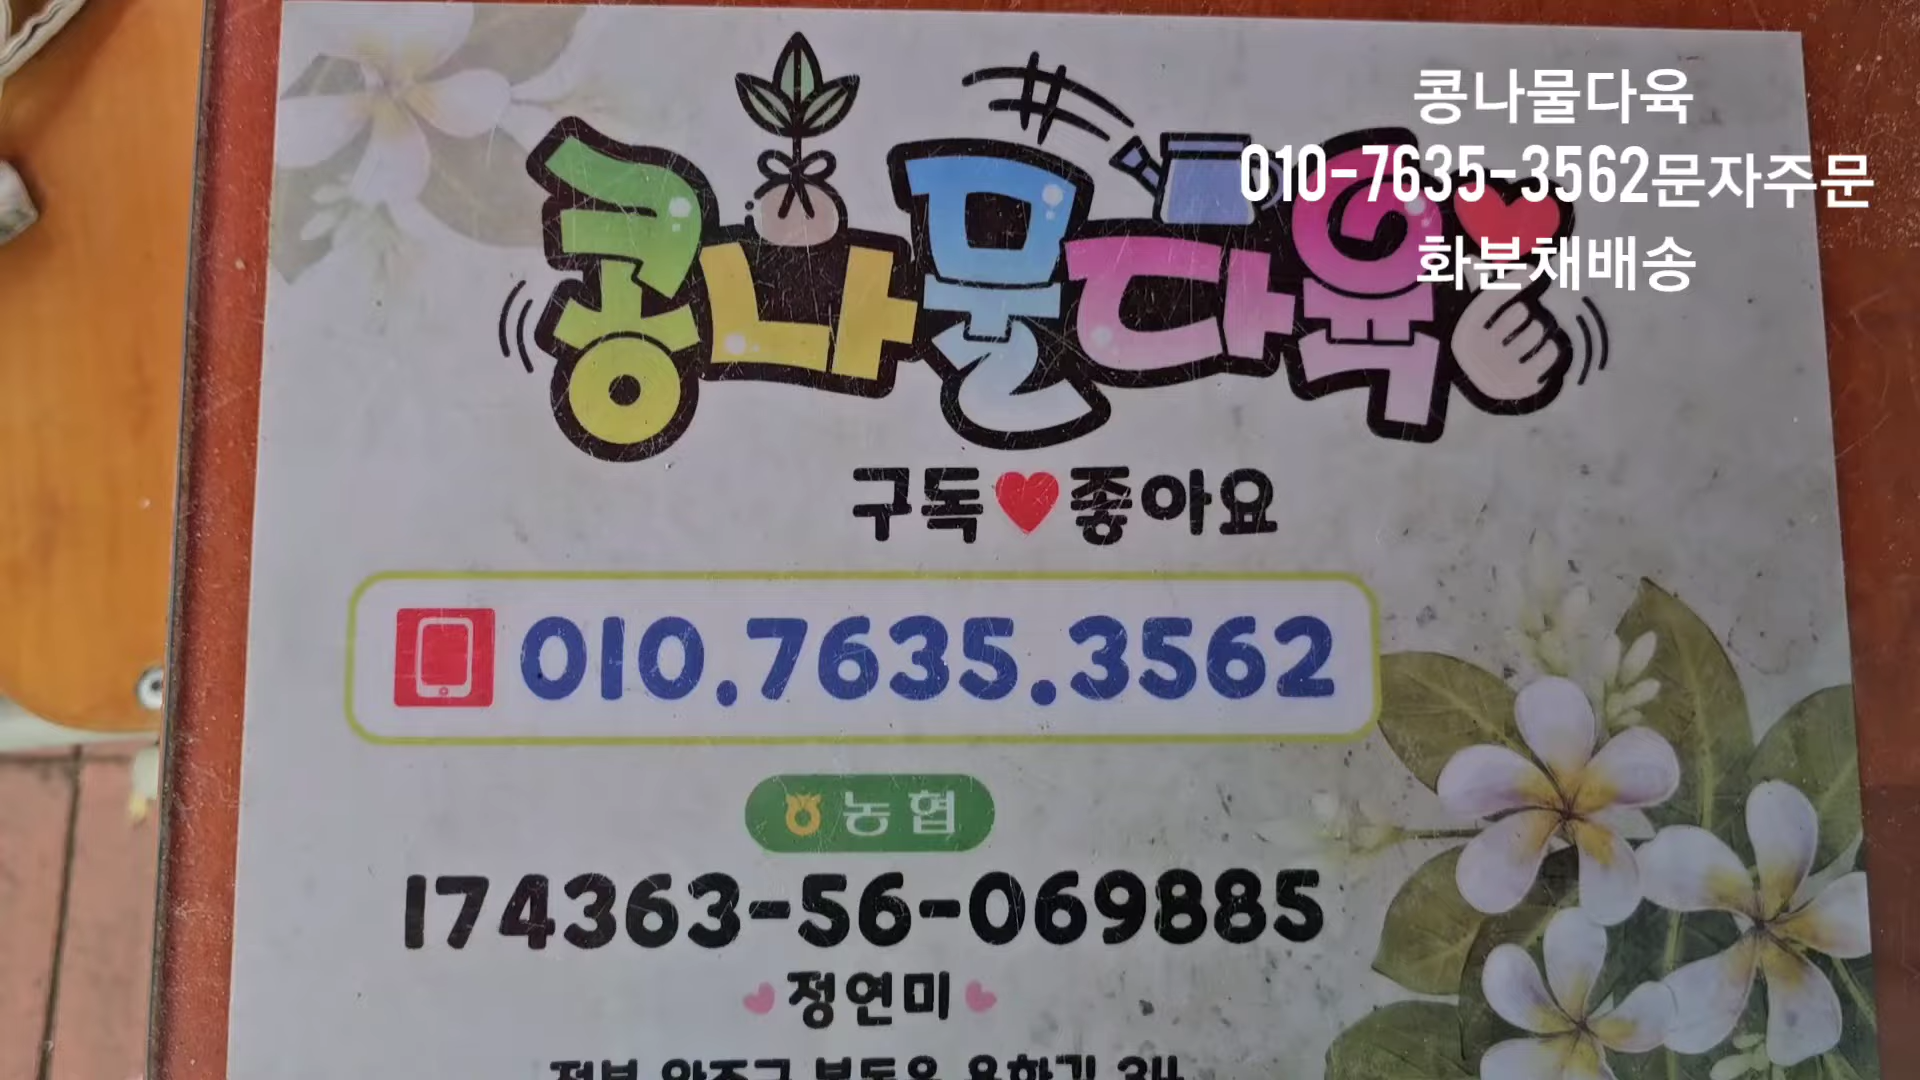 콩나물다육
010-7635-3562문자주문
화분채배송
콩나물다육
구독♥좋아요
010.7635.3562
농협
174363-56-069885
정연미
34